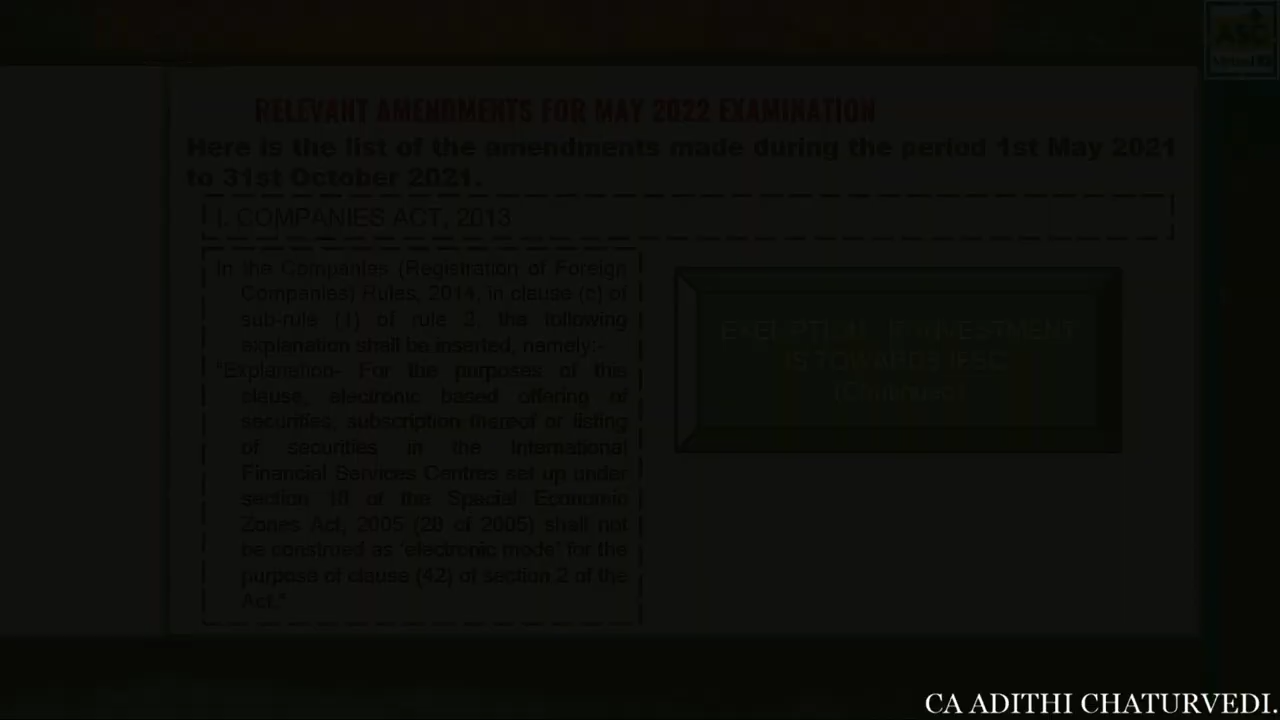 RELEVANT AMENDMENTS FOR MAY 2022 EXAMINATION
Here is the list of the amendments made during the period 1st May 2021
to 31st October 2021.
I. COMPANIES ACT, 2013
In the Companies (Registration of Foreign
Companies) Rules, 2014, in clause (c) of
sub-rule (1) of rule 2, the following
explanation shall be inserted, namely:-
"Explanation- For the purposes of this
clause, electronic based offering of
securities, subscription thereof or listing
of securities in the International
Financial Services Centres set up under
section 18 of the Special Economic
Zones Act, 2005 (28 of 2005) shall not
be construed as 'electronic mode' for the
purpose of clause (42) of section 2 of the
Act."
IS TOWARDS IFSC
CA ADITHI CHATURVEDI.